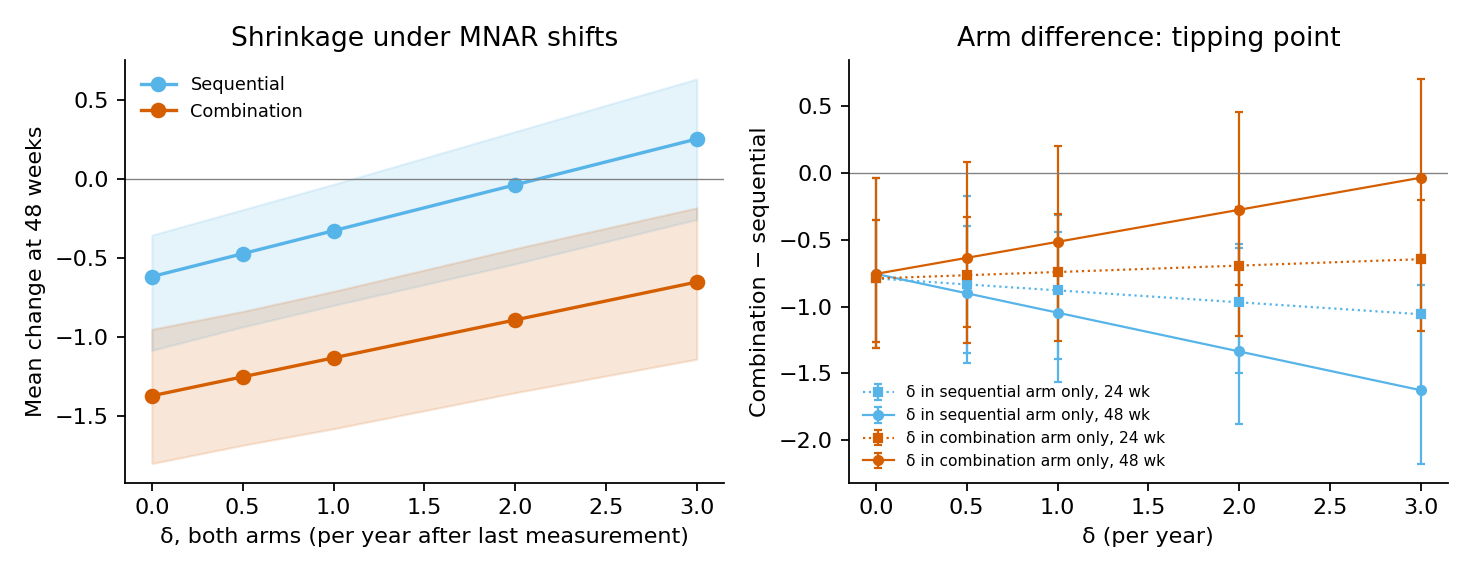 Shrinkage under MNAR shifts
Sequential
Combination
Mean change at 48 weeks
0.5
0.0
−0.5
−1.0
−1.5
0.0 0.5 1.0 1.5 2.0 2.5 3.0
δ, both arms (per year after last measurement)
Arm difference: tipping point
Combination − sequential
0.5
0.0
−0.5
−1.0
−1.5
−2.0
δ in sequential arm only, 24 wk
δ in sequential arm only, 48 wk
δ in combination arm only, 24 wk
δ in combination arm only, 48 wk
0.0 0.5 1.0 1.5 2.0 2.5 3.0
δ (per year)